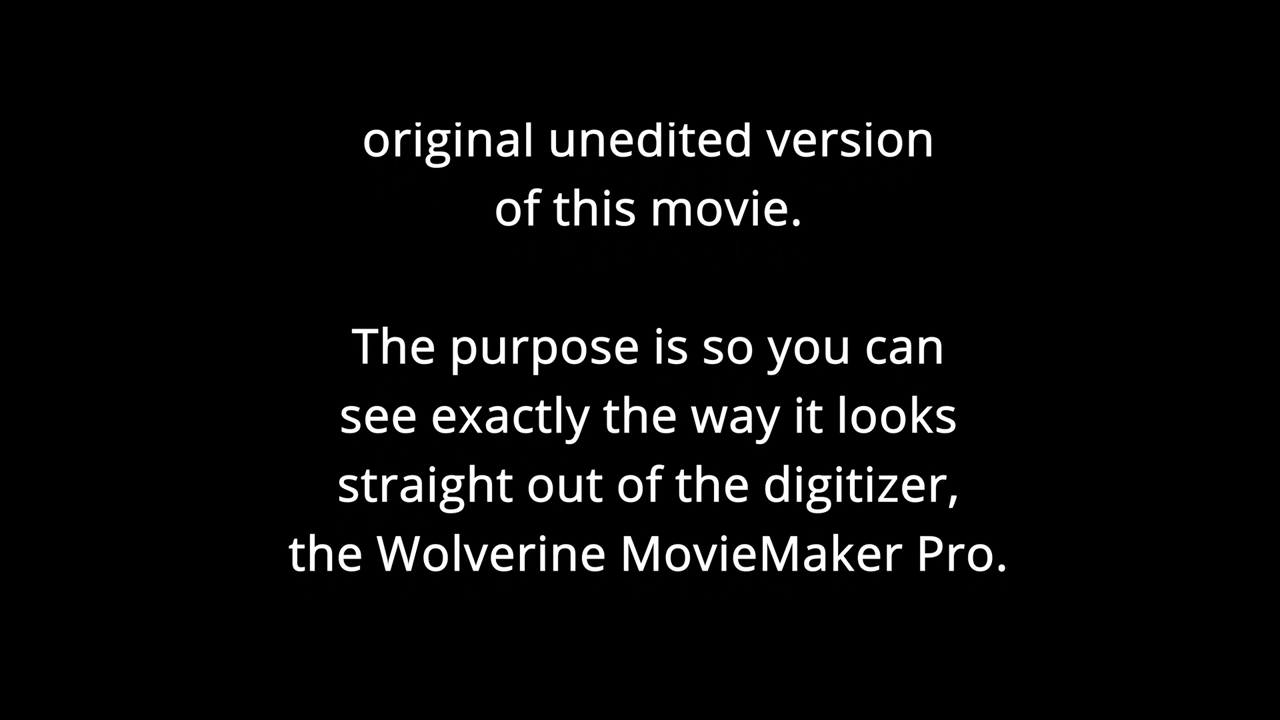 original unedited version
of this movie.
The purpose is so you can
see exactly the way it looks
straight out of the digitizer,
the Wolverine MovieMaker Pro.